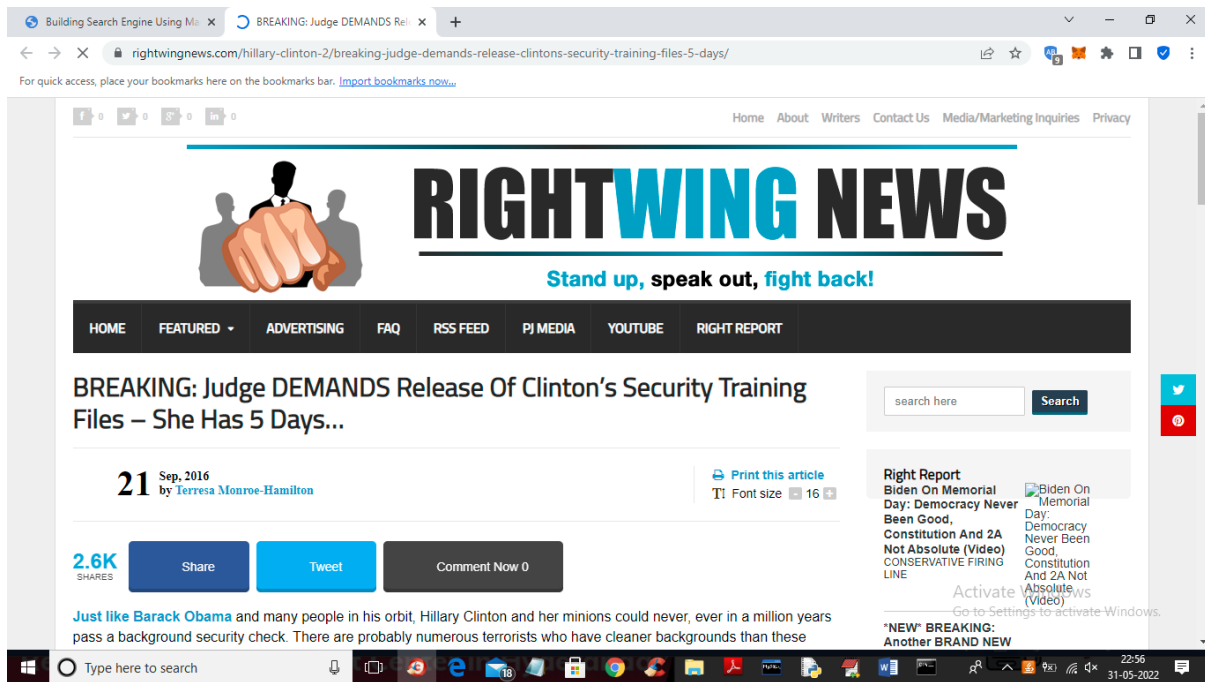 Building Search Engine Using Ma
BREAKING: Judge DEMANDS Rel
rightwingnews.com/hillary-clinton-2/breaking-judge-demands-release-clintons-security-training-files-5-days/
9
For quick access, place your bookmarks here on the bookmarks bar. Import bookmarks now...
0 0 0 0
Home About Writers Contact Us Media/Marketing Inquiries Privacy
RIGHTWING NEWS
Stand up, speak out, fight back!
HOME FEATURED ADVERTISING FAQ RSS FEED PJ MEDIA YOUTUBE RIGHT REPORT
BREAKING: Judge DEMANDS Release Of Clinton's Security Training
Files – She Has 5 Days…
21 Sep, 2016
by Terresa Monroe-Hamilton
Print this article
Font size - 16 +
2.6K
SHARES
Share
Tweet
Comment Now 0
Just like Barack Obama and many people in his orbit, Hillary Clinton and her minions could never, ever in a million years
pass a background security check. There are probably numerous terrorists who have cleaner backgrounds than these
search here Search
Right Report
Biden On Memorial
Day: Democracy Never
Been Good,
Constitution And 2A
Not Absolute (Video)
CONSERVATIVE FIRING
LINE
Biden On
Memorial
Day:
Democracy
Never Been
Good,
Constitution
And 2A Not
Absolute
(Video)
*NEW* BREAKING:
Another BRAND NEW
Activate Windows
Go to Settings to activate Windows.
Type here to search
18
22:56
31-05-2022